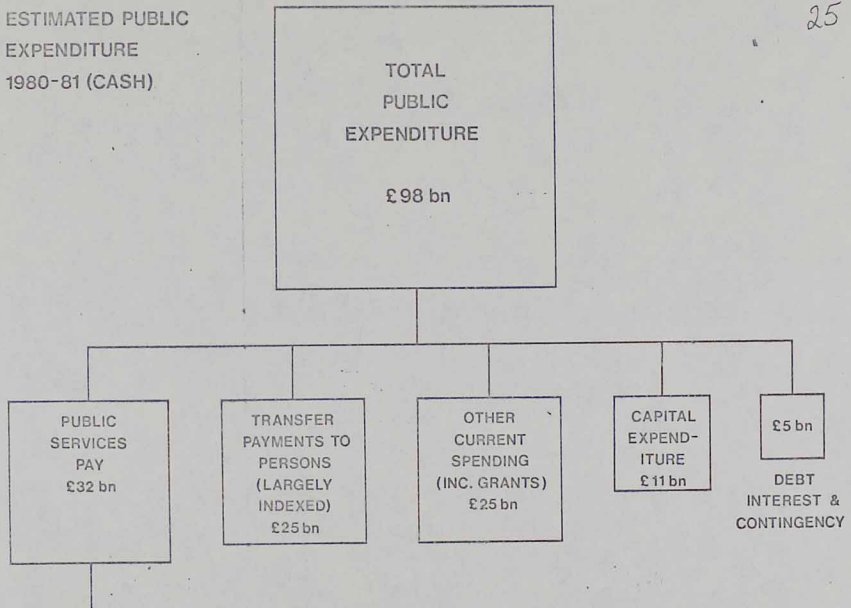 ESTIMATED PUBLIC
EXPENDITURE
1980-81 (CASH)
25
TOTAL
PUBLIC
EXPENDITURE
£98 bn
PUBLIC
SERVICES
PAY
£32 bn
TRANSFER
PAYMENTS TO
PERSONS
(LARGELY
INDEXED)
£25 bn
OTHER
CURRENT
SPENDING
(INC. GRANTS)
£25 bn
CAPITAL
EXPEND-
ITURE
£11 bn
£5 bn
DEBT
INTEREST &
CONTINGENCY